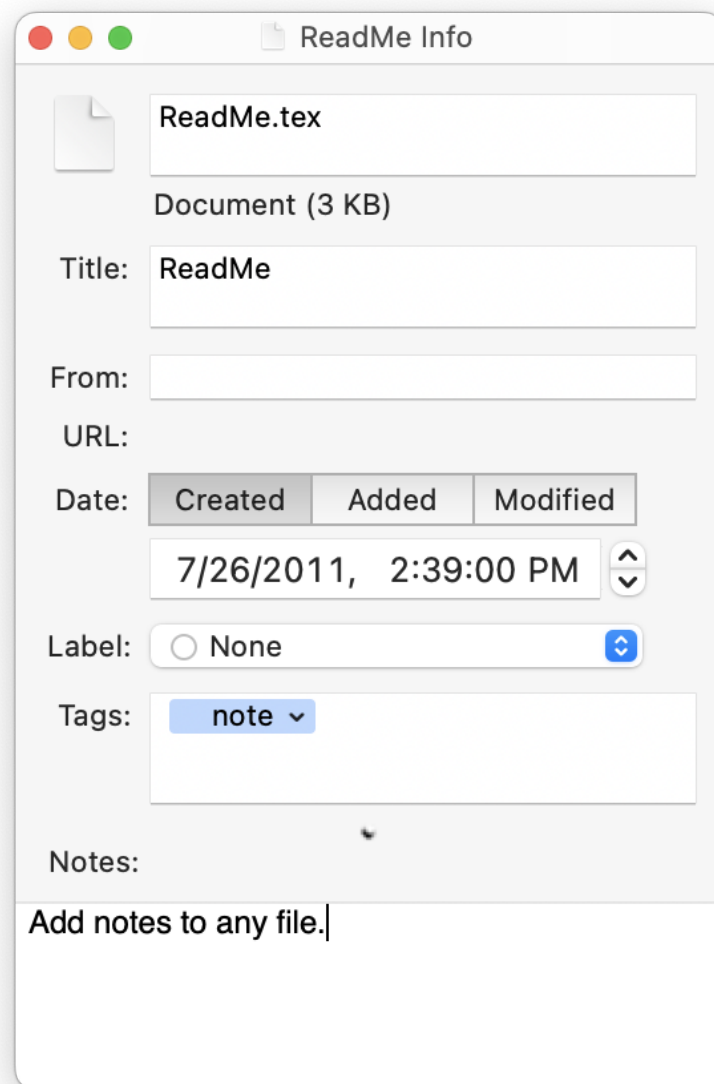 ReadMe Info
ReadMe.tex
Document (3 KB)
Title: ReadMe
From:
URL:
Date: Created Added Modified
7/26/2011, 2:39:00 PM
Label: None
Tags: note
Notes:
Add notes to any file.